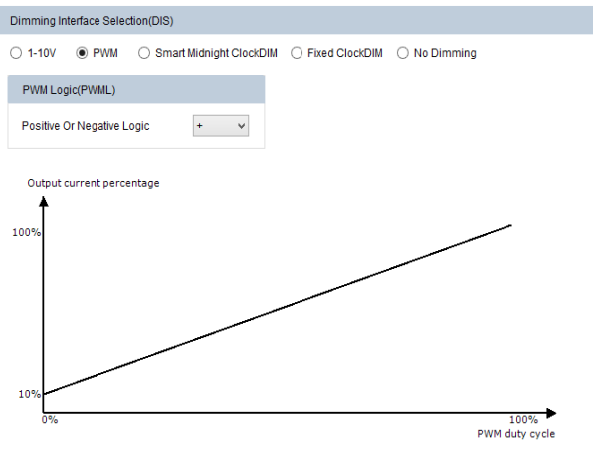 Dimming Interface Selection(DIS)
1-10V PWM Smart Midnight ClockDIM Fixed ClockDIM No Dimming
PWM Logic(PWML)
Positive Or Negative Logic +
Output current percentage
100%
10%
0% 100%
PWM duty cycle